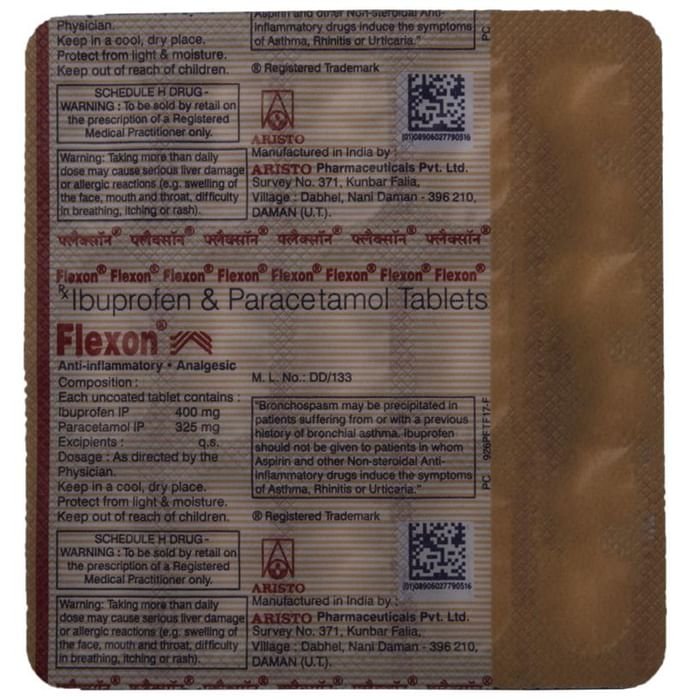 Physician.
Keep in a cool, dry place.
Protect from light & moisture.
Keep out of reach of children.
Aspirin and other Non-steroidal Anti-
inflammatory drugs induce the symptoms
of Asthma, Rhinitis or Urticaria."
PC
® Registered Trademark
SCHEDULE H DRUG -
WARNING : To be sold by retail on
the prescription of a Registered
Medical Practitioner only.
ARISTO
(01)08906027790516
Warning: Taking more than daily
dose may cause serious liver damage
or allergic reactions (e.g. swelling of
the face, mouth and throat, difficulty
in breathing, itching or rash).
Manufactured in India by :
ARISTO Pharmaceuticals Pvt. Ltd.
Survey No. 371, Kunbar Falia,
Village : Dabhel, Nani Daman - 396 210,
DAMAN (U.T.).
फ्लैक्सॉन® फ्लैक्सॉन® फ्लैक्सॉन® फ्लैक्सॉन® फ्लैक्सॉन® फ्लैक्सॉन®
Flexon® Flexon® Flexon® Flexon® Flexon® Flexon® Flexon® Flexon®
Rx Ibuprofen & Paracetamol Tablets
Flexon®
Anti-inflammatory • Analgesic
Composition :
Each uncoated tablet contains :
Ibuprofen IP 400 mg
Paracetamol IP 325 mg
Excipients : q.s.
Dosage : As directed by the
Physician.
Keep in a cool, dry place.
Protect from light & moisture.
Keep out of reach of children.
M. L. No.: DD/133
"Bronchospasm may be precipitated in
patients suffering from or with a previous
history of bronchial asthma. Ibuprofen
should not be given to patients in whom
Aspirin and other Non-steroidal Anti-
inflammatory drugs induce the symptoms
of Asthma, Rhinitis or Urticaria."
PC
® Registered Trademark
SCHEDULE H DRUG -
WARNING : To be sold by retail on
the prescription of a Registered
Medical Practitioner only.
ARISTO
(01)08906027790516
Warning: Taking more than daily
dose may cause serious liver damage
or allergic reactions (e.g. swelling of
the face, mouth and throat, difficulty
in breathing, itching or rash).
Manufactured in India by :
ARISTO Pharmaceuticals Pvt. Ltd.
Survey No. 371, Kunbar Falia,
Village : Dabhel, Nani Daman - 396 210,
DAMAN (U.T.).